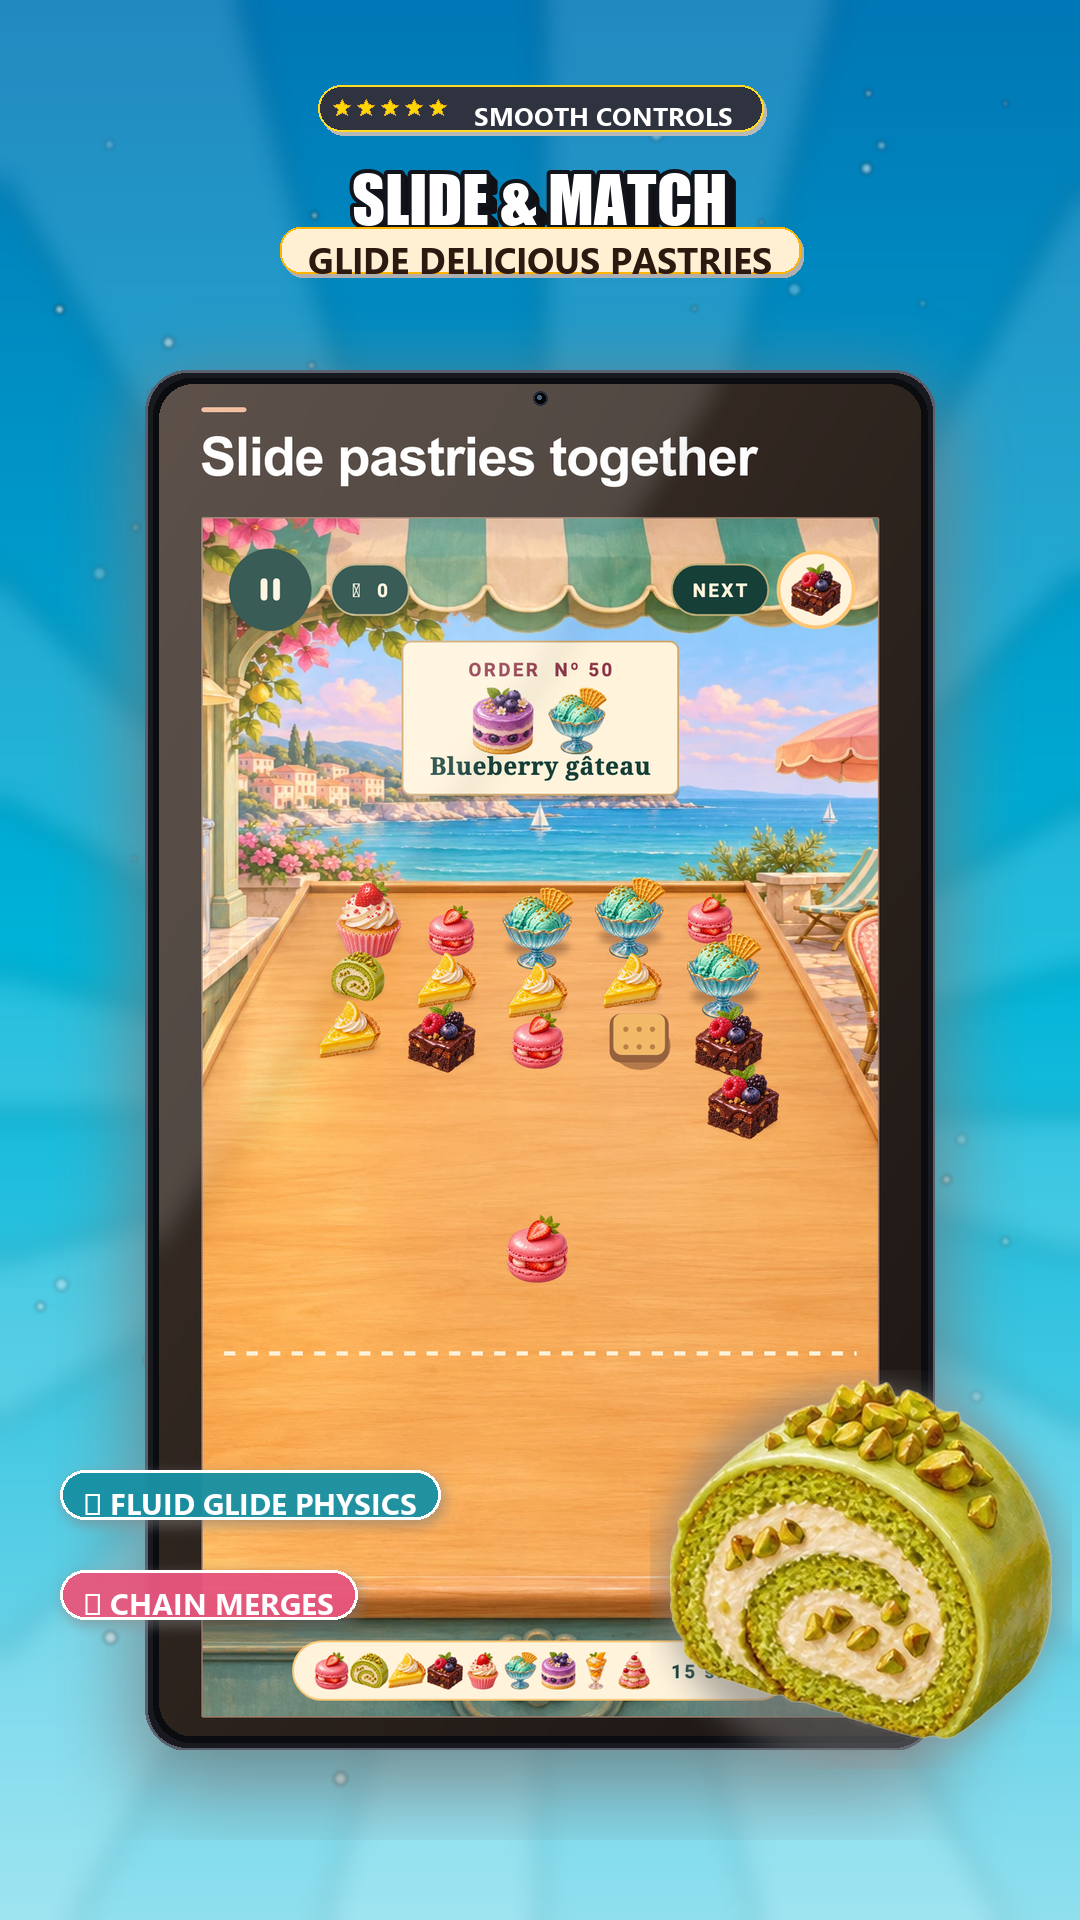 SMOOTH CONTROLS
SLIDE & MATCH
GLIDE DELICIOUS PASTRIES
Slide pastries together
0
NEXT
ORDER Nº 50
Blueberry gâteau
FLUID GLIDE PHYSICS
CHAIN MERGES
15